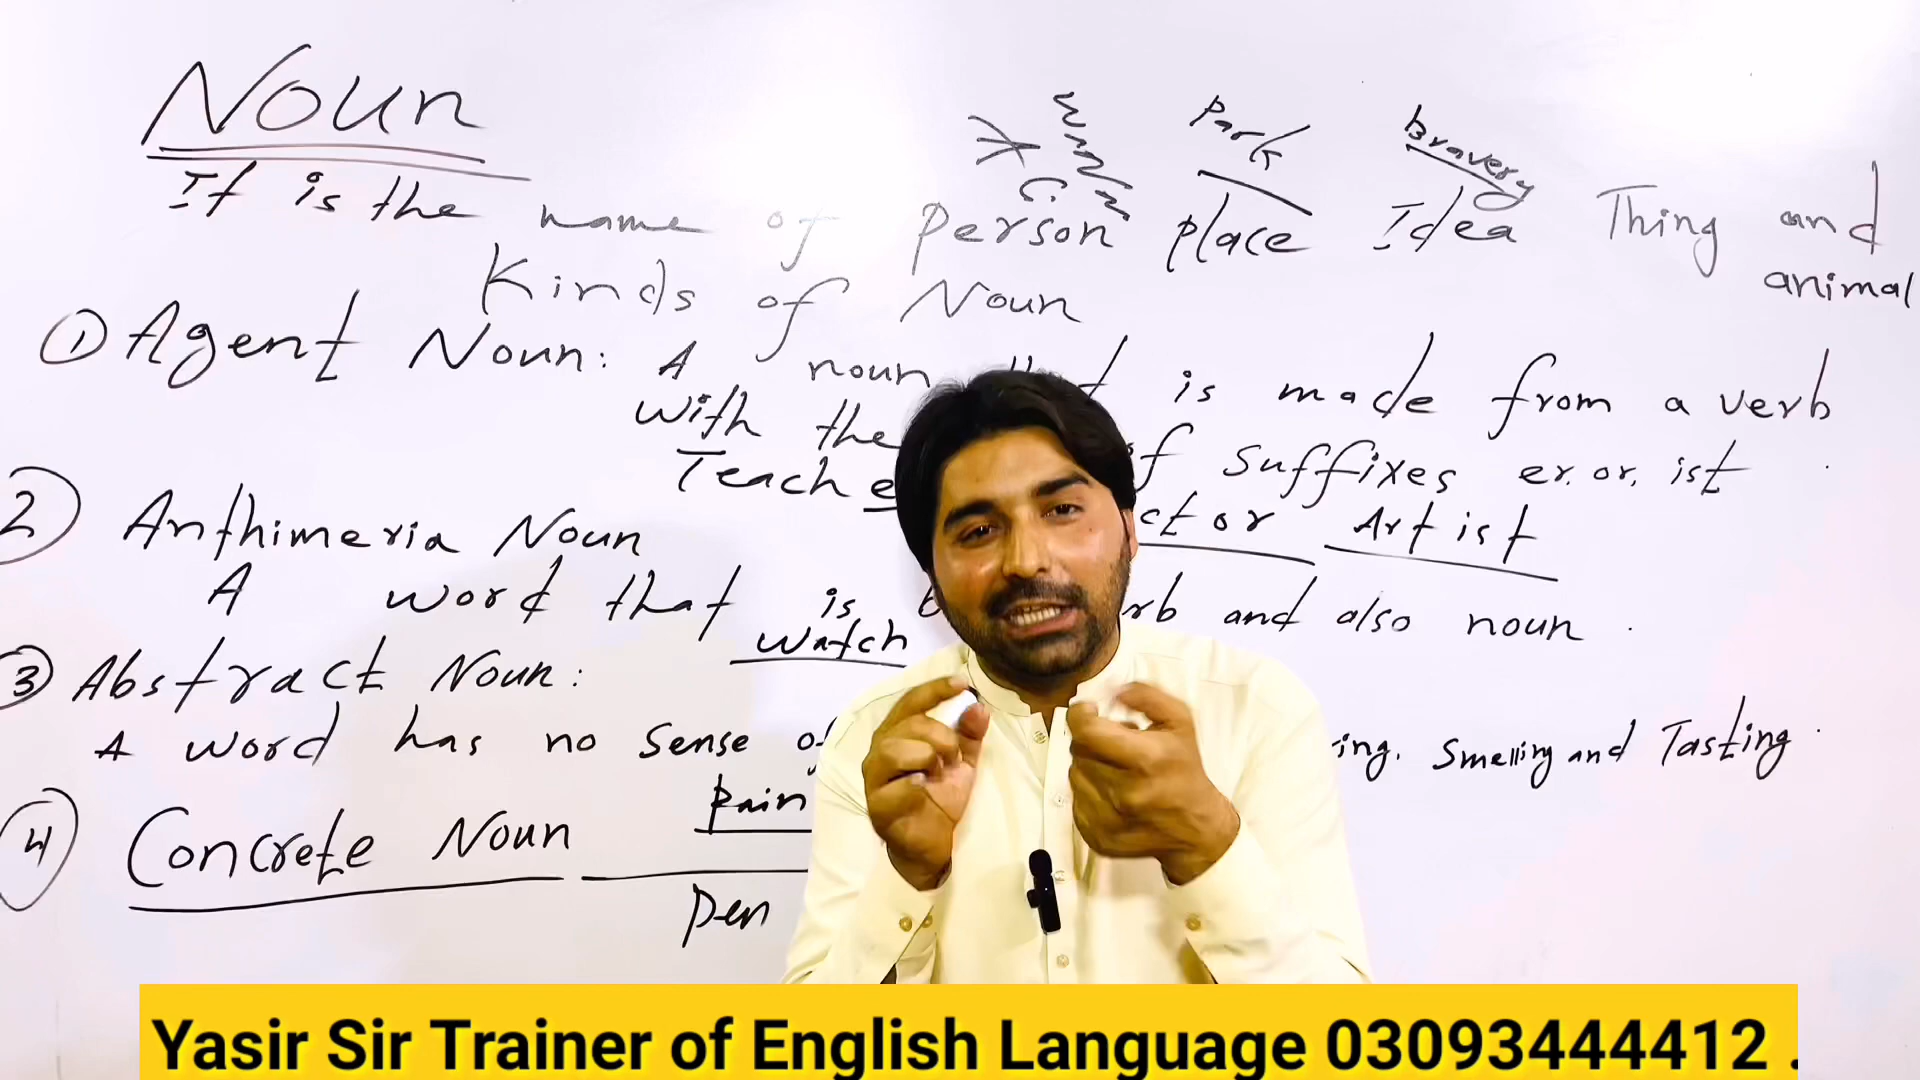 Noun
Park
bravery
It is the name of person place Idea Thing and
animal
Kinds of Noun
① Agent Noun: A noun is made from a verb
with the of suffixes er. or. ist
Teache ctor Artist
2 Anthimeria Noun
A word that is and also noun.
watch
3 Abstract Noun:
A word has no sense Smelling and Tasting.
pain
4 Concrete Noun
pen
Yasir Sir Trainer of English Language 03093444412 .